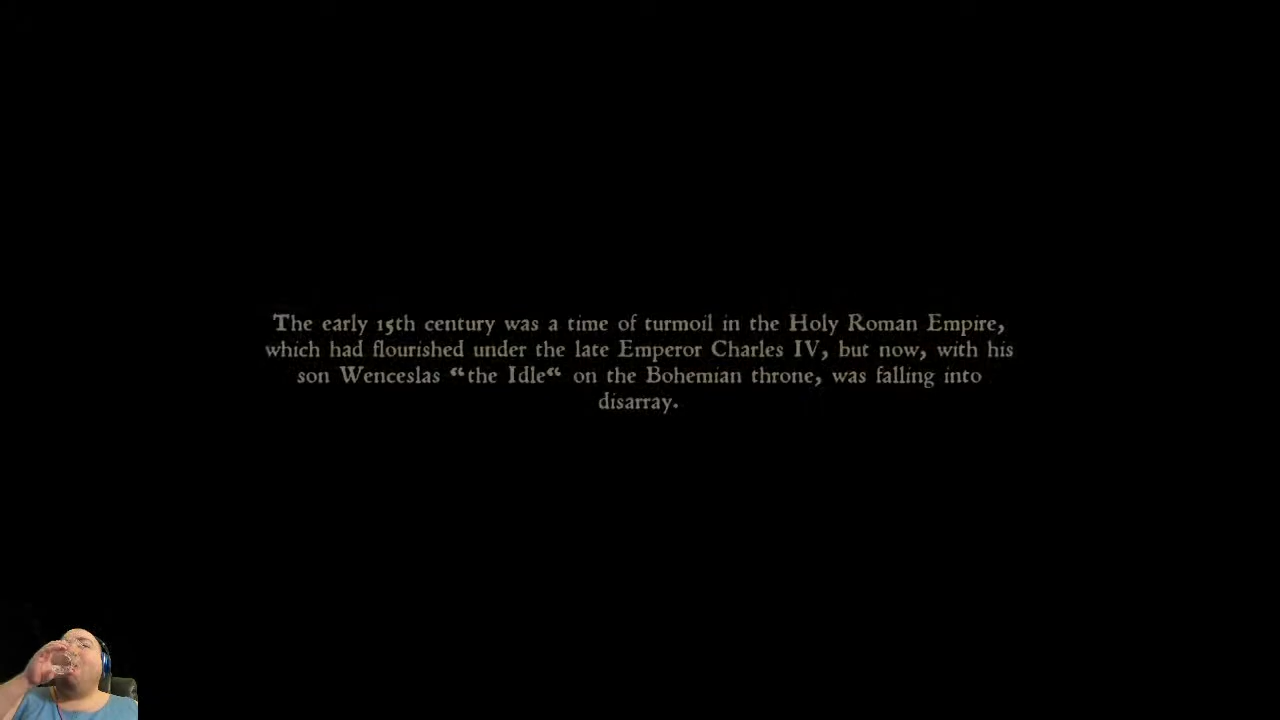 The early 15th century was a time of turmoil in the Holy Roman Empire,
which had flourished under the late Emperor Charles IV, but now, with his
son Wenceslas “the Idle“ on the Bohemian throne, was falling into
disarray.